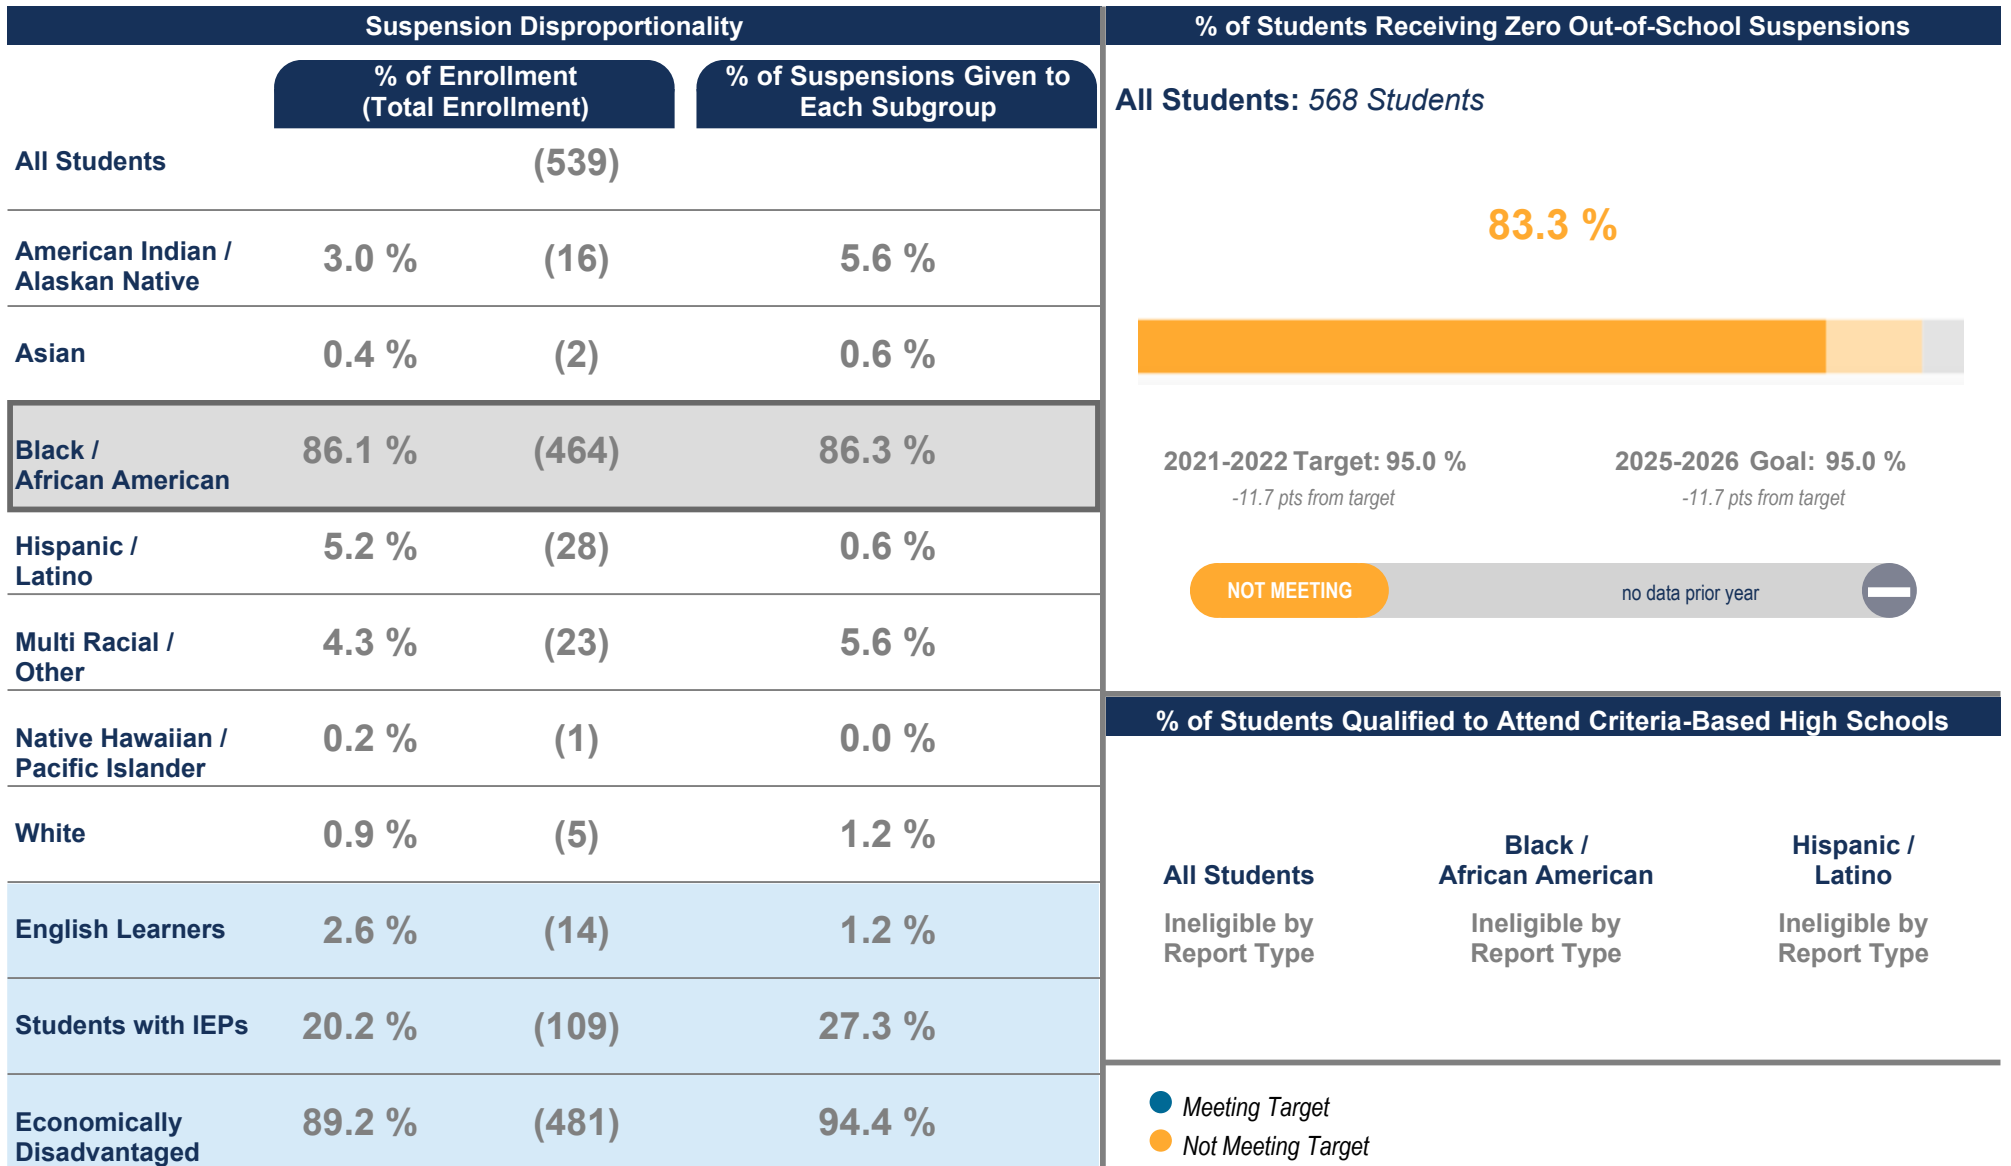 Suspension Disproportionality
% of Enrollment
(Total Enrollment)
% of Suspensions Given to
Each Subgroup
All Students
(539)
American Indian /
Alaskan Native
3.0 %
(16)
5.6 %
Asian
0.4 %
(2)
0.6 %
Black /
African American
86.1 %
(464)
86.3 %
Hispanic /
Latino
5.2 %
(28)
0.6 %
Multi Racial /
Other
4.3 %
(23)
5.6 %
Native Hawaiian /
Pacific Islander
0.2 %
(1)
0.0 %
White
0.9 %
(5)
1.2 %
English Learners
2.6 %
(14)
1.2 %
Students with IEPs
20.2 %
(109)
27.3 %
Economically
Disadvantaged
89.2 %
(481)
94.4 %
% of Students Receiving Zero Out-of-School Suspensions
All Students: 568 Students
83.3 %
2021-2022 Target: 95.0 %
-11.7 pts from target
2025-2026 Goal: 95.0 %
-11.7 pts from target
NOT MEETING
no data prior year
% of Students Qualified to Attend Criteria-Based High Schools
All Students
Ineligible by
Report Type
Black /
African American
Ineligible by
Report Type
Hispanic /
Latino
Ineligible by
Report Type
Meeting Target
Not Meeting Target